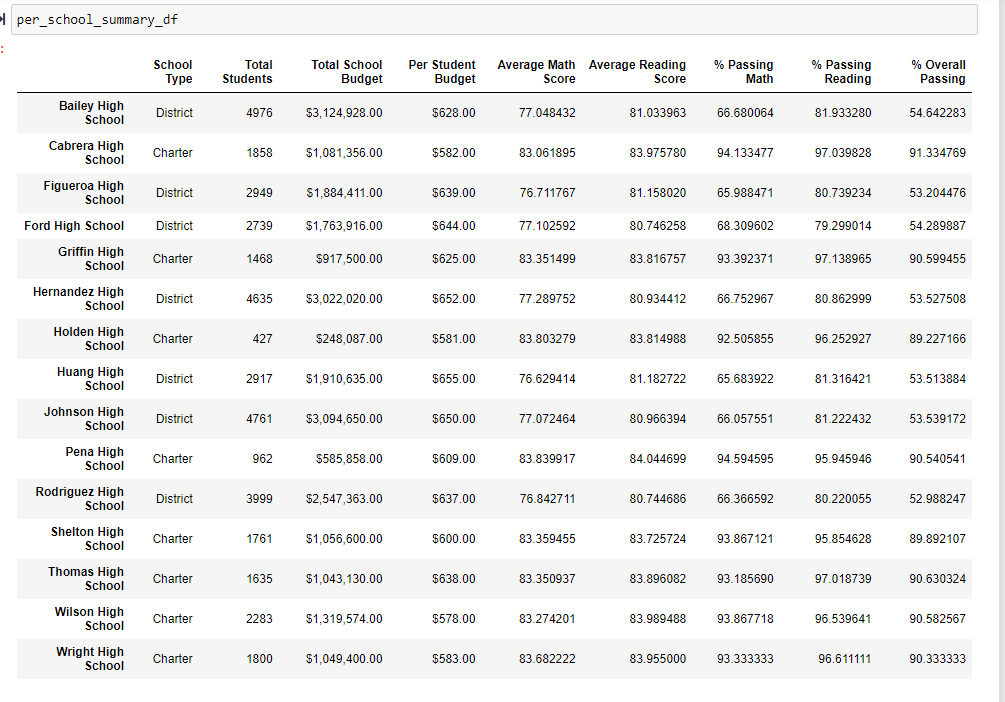 per_school_summary_df
School Type Total Students Total School Budget Per Student Budget Average Math Score Average Reading Score % Passing Math % Passing Reading % Overall Passing
Bailey High School District 4976 $3,124,928.00 $628.00 77.048432 81.033963 66.680064 81.933280 54.642283
Cabrera High School Charter 1858 $1,081,356.00 $582.00 83.061895 83.975780 94.133477 97.039828 91.334769
Figueroa High School District 2949 $1,884,411.00 $639.00 76.711767 81.158020 65.988471 80.739234 53.204476
Ford High School District 2739 $1,763,916.00 $644.00 77.102592 80.746258 68.309602 79.299014 54.289887
Griffin High School Charter 1468 $917,500.00 $625.00 83.351499 83.816757 93.392371 97.138965 90.599455
Hernandez High School District 4635 $3,022,020.00 $652.00 77.289752 80.934412 66.752967 80.862999 53.527508
Holden High School Charter 427 $248,087.00 $581.00 83.803279 83.814988 92.505855 96.252927 89.227166
Huang High School District 2917 $1,910,635.00 $655.00 76.629414 81.182722 65.683922 81.316421 53.513884
Johnson High School District 4761 $3,094,650.00 $650.00 77.072464 80.966394 66.057551 81.222432 53.539172
Pena High School Charter 962 $585,858.00 $609.00 83.839917 84.044699 94.594595 95.945946 90.540541
Rodriguez High School District 3999 $2,547,363.00 $637.00 76.842711 80.744686 66.366592 80.220055 52.988247
Shelton High School Charter 1761 $1,056,600.00 $600.00 83.359455 83.725724 93.867121 95.854628 89.892107
Thomas High School Charter 1635 $1,043,130.00 $638.00 83.350937 83.896082 93.185690 97.018739 90.630324
Wilson High School Charter 2283 $1,319,574.00 $578.00 83.274201 83.989488 93.867718 96.539641 90.582567
Wright High School Charter 1800 $1,049,400.00 $583.00 83.682222 83.955000 93.333333 96.611111 90.333333